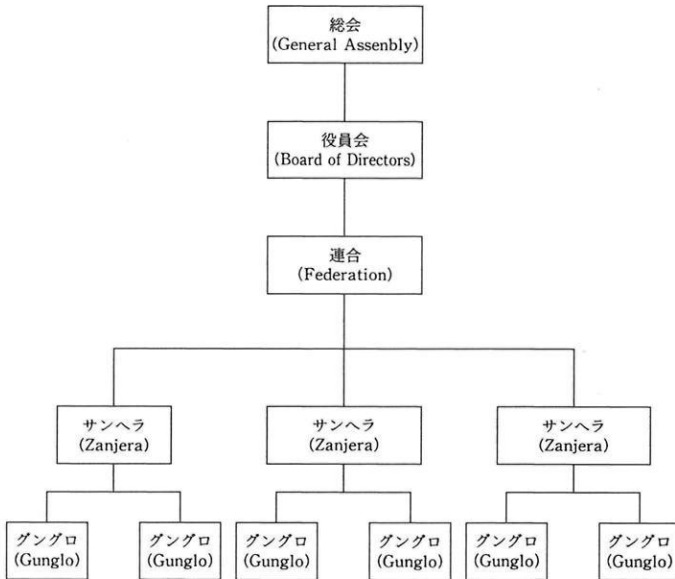 総会
(General Assenbly)
役員会
(Board of Directors)
連合
(Federation)
サンヘラ
(Zanjera)
サンヘラ
(Zanjera)
サンヘラ
(Zanjera)
グングロ
(Gunglo)
グングロ
(Gunglo)
グングロ
(Gunglo)
グングロ
(Gunglo)
グングロ
(Gunglo)
グングロ
(Gunglo)